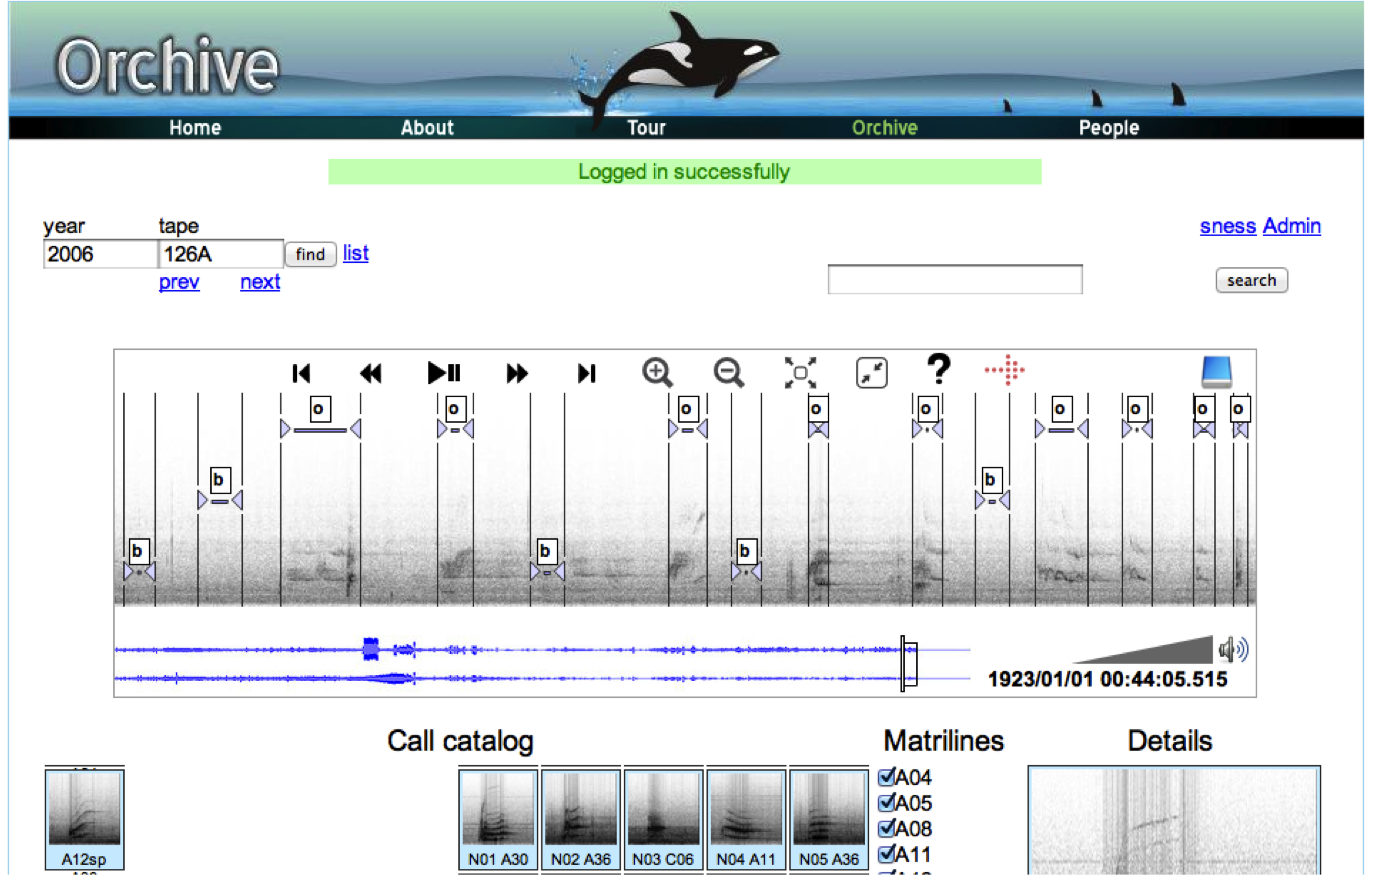 Orchive
Home About Tour Orchive People
Logged in successfully
year tape
2006 126A find list
prev next
sness Admin
search
?
o o o o o o o o o
b b
b b b
1923/01/01 00:44:05.515
Call catalog Matrilines Details
A12sp N01 A30 N02 A36 N03 C06 N04 A11 N05 A36
A04
A05
A08
A11